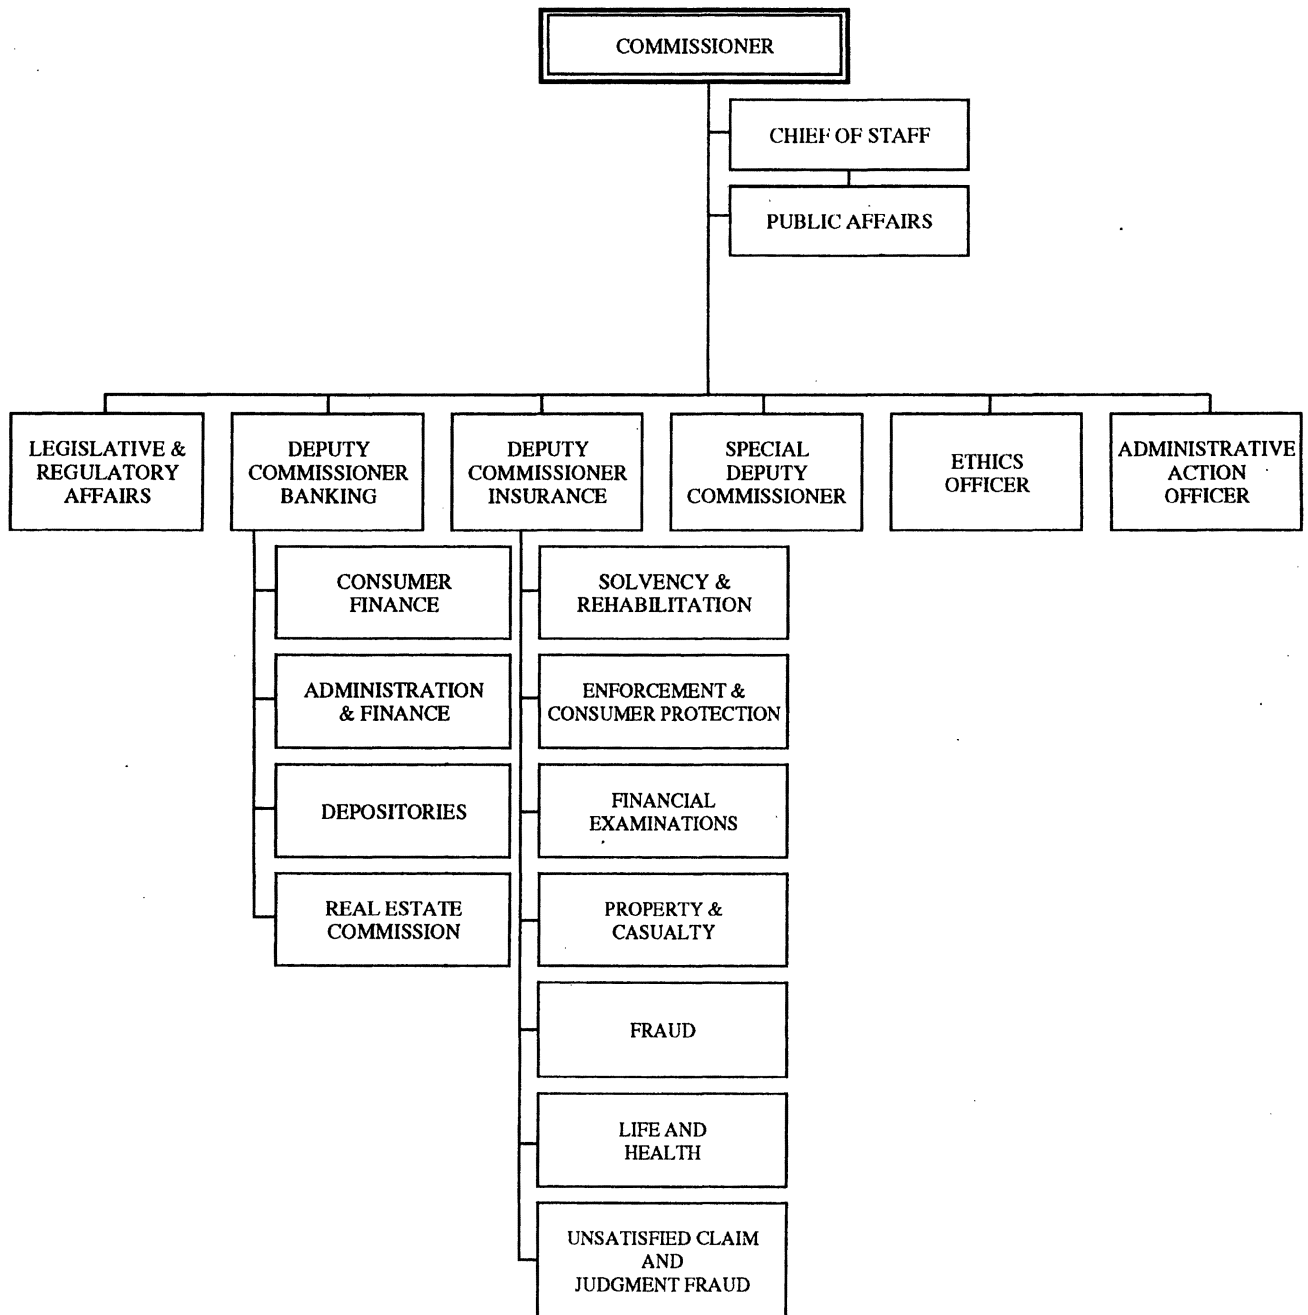 COMMISSIONER
CHIEF OF STAFF
PUBLIC AFFAIRS
LEGISLATIVE &
REGULATORY
AFFAIRS
DEPUTY
COMMISSIONER
BANKING
DEPUTY
COMMISSIONER
INSURANCE
SPECIAL
DEPUTY
COMMISSIONER
ETHICS
OFFICER
ADMINISTRATIVE
ACTION
OFFICER
CONSUMER
FINANCE
ADMINISTRATION
& FINANCE
DEPOSITORIES
REAL ESTATE
COMMISSION
SOLVENCY &
REHABILITATION
ENFORCEMENT &
CONSUMER PROTECTION
FINANCIAL
EXAMINATIONS
PROPERTY &
CASUALTY
FRAUD
LIFE AND
HEALTH
UNSATISFIED CLAIM
AND
JUDGMENT FRAUD